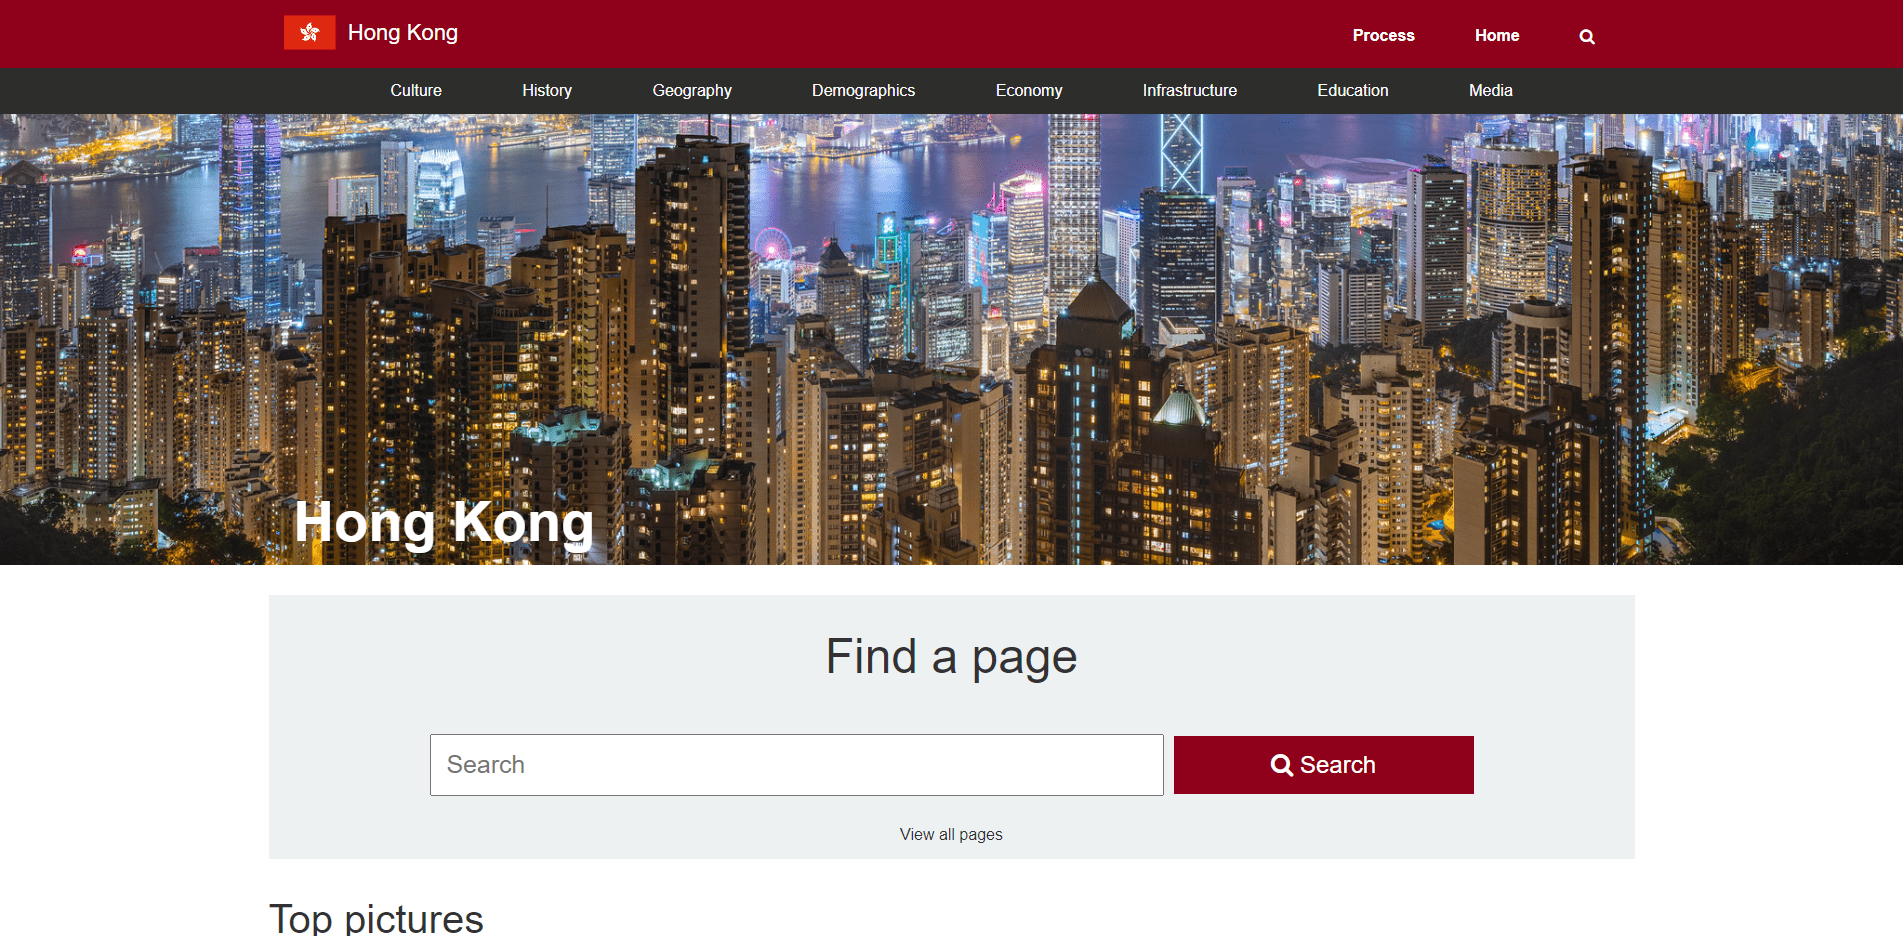 Hong Kong
Process Home
Culture History Geography Demographics Economy Infrastructure Education Media
Hong Kong
Find a page
Search
Search
View all pages
Top pictures